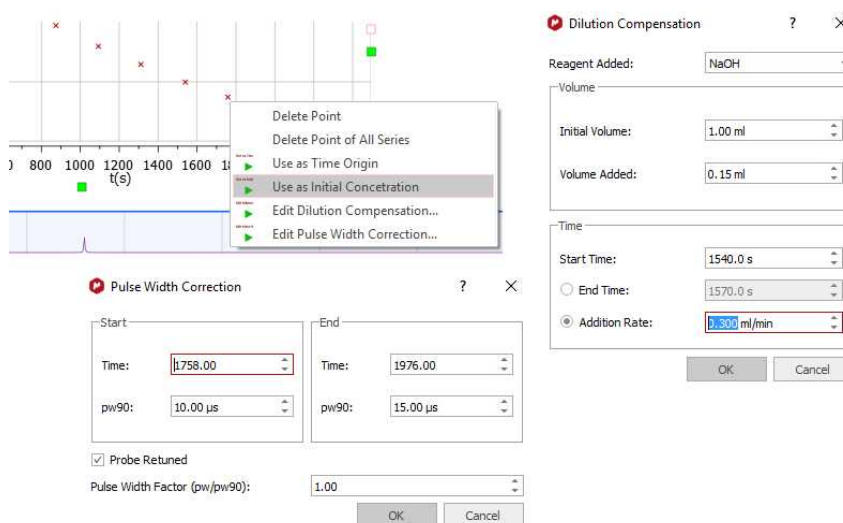 Delete Point
Delete Point of All Series
Use as Time Origin
Use as Initial Concetration
Edit Dilution Compensation...
Edit Pulse Width Correction...
800 1000 1200 1400 1600
t(s)
Dilution Compensation ?
Reagent Added: NaOH
Volume
Initial Volume: 1.00 ml
Volume Added: 0.15 ml
Time
Start Time: 1540.0 s
End Time: 1570.0 s
Addition Rate: 0.300 ml/min
OK Cancel
Pulse Width Correction ?
Start End
Time: 1758.00 Time: 1976.00
pw90: 10.00 µs pw90: 15.00 µs
Probe Retuned
Pulse Width Factor (pw/pw90): 1.00
OK Cancel